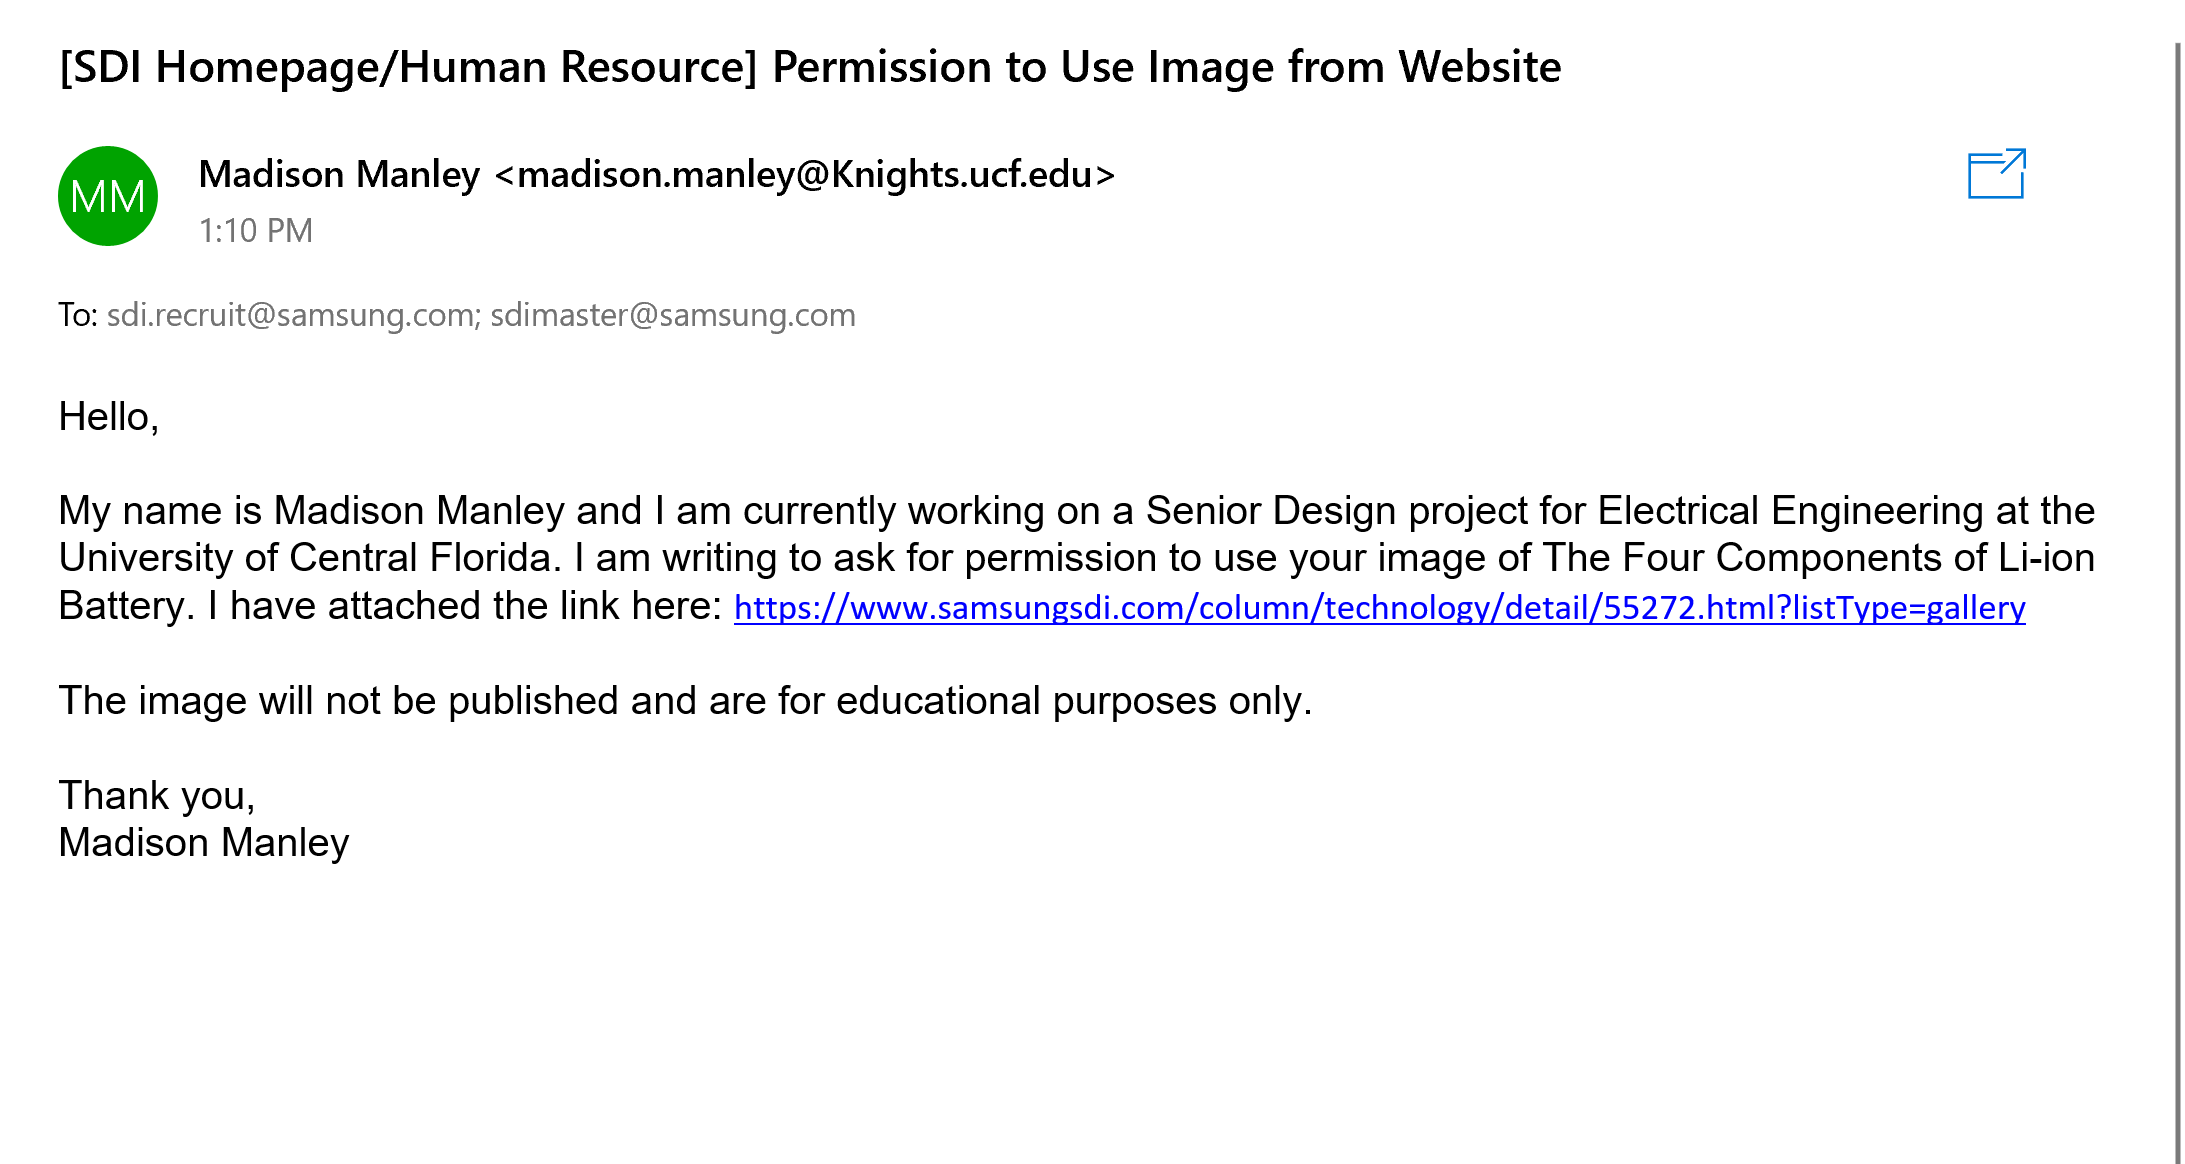 [SDI Homepage/Human Resource] Permission to Use Image from Website
MM
Madison Manley <madison.manley@Knights.ucf.edu>
1:10 PM
To: sdi.recruit@samsung.com; sdimaster@samsung.com
Hello,
My name is Madison Manley and I am currently working on a Senior Design project for Electrical Engineering at the
University of Central Florida. I am writing to ask for permission to use your image of The Four Components of Li-ion
Battery. I have attached the link here: https://www.samsungsdi.com/column/technology/detail/55272.html?listType=gallery
The image will not be published and are for educational purposes only.
Thank you,
Madison Manley